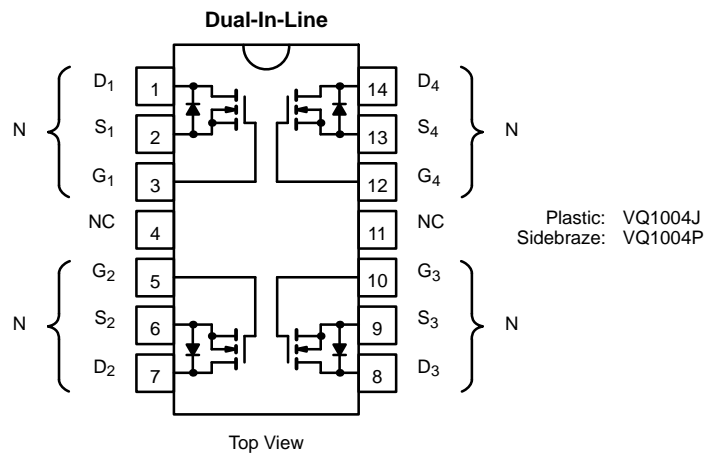 Dual-In-Line
D1 1 14 D4
N S1 2 13 S4 N
G1 3 12 G4
NC 4 11 NC
Plastic: VQ1004J
Sidebraze: VQ1004P
G2 5 10 G3
N S2 6 9 S3 N
D2 7 8 D3
Top View